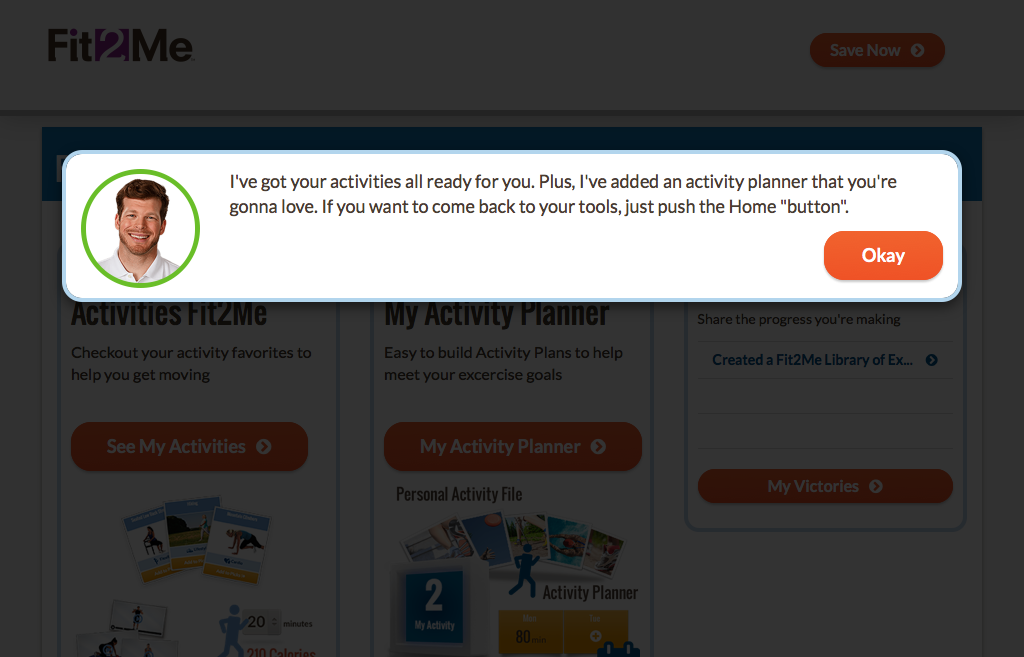 Fit2Me
Save Now
I've got your activities all ready for you. Plus, I've added an activity planner that you're
gonna love. If you want to come back to your tools, just push the Home "button".
Okay
Activities Fit2Me
Checkout your activity favorites to
help you get moving
See My Activities
20 minutes
210 Calories
My Activity Planner
Easy to build Activity Plans to help
meet your excercise goals
My Activity Planner
Personal Activity File
2
My Activity
Activity Planner
Mon
Tue
80 min
Share the progress you're making
Created a Fit2Me Library of Ex...
My Victories